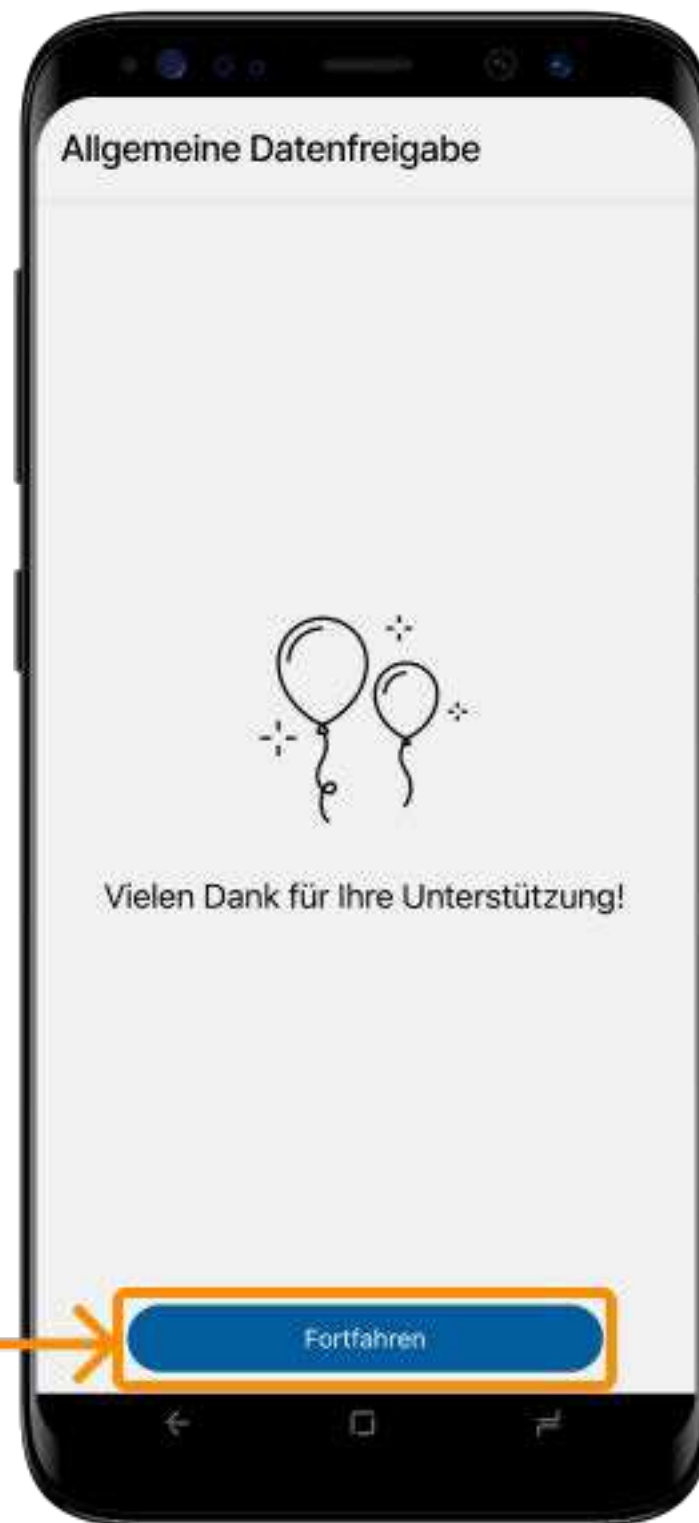 Allgemeine Datenfreigabe
Vielen Dank für Ihre Unterstützung!
Fortfahren